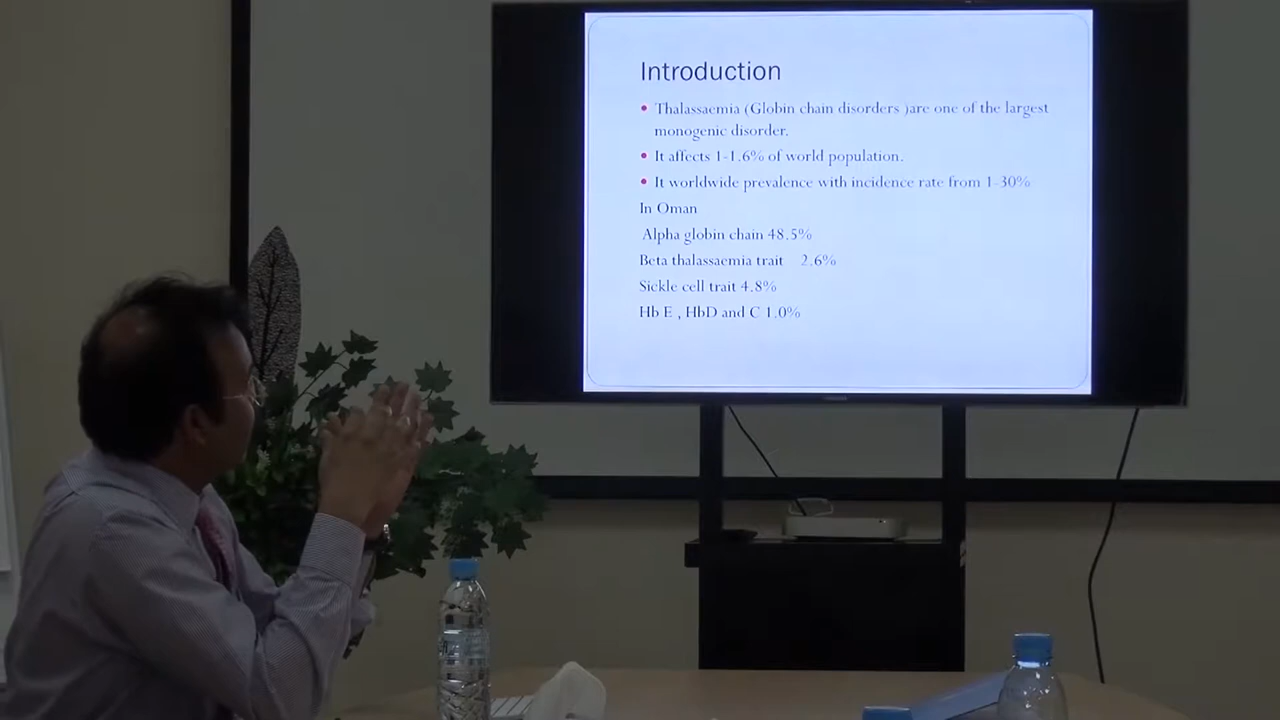 Introduction
Thalassaemia (Globin chain disorders )are one of the largest
monogenic disorder.
It affects 1-1.6% of world population.
It worldwide prevalence with incidence rate from 1-30%
In Oman
Alpha globin chain 48.5%
Beta thalassaemia trait 2.6%
Sickle cell trait 4.8%
Hb E , HbD and C 1.0%